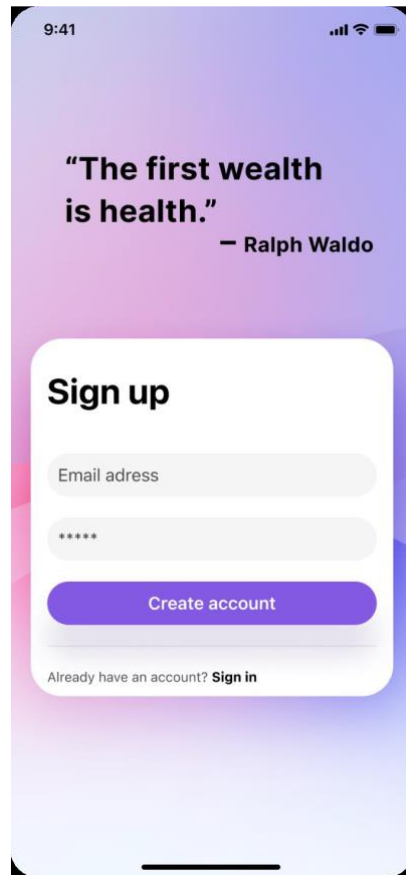 9:41
“The first wealth
is health.”
— Ralph Waldo
Sign up
Email adress
*****
Create account
Already have an account? Sign in